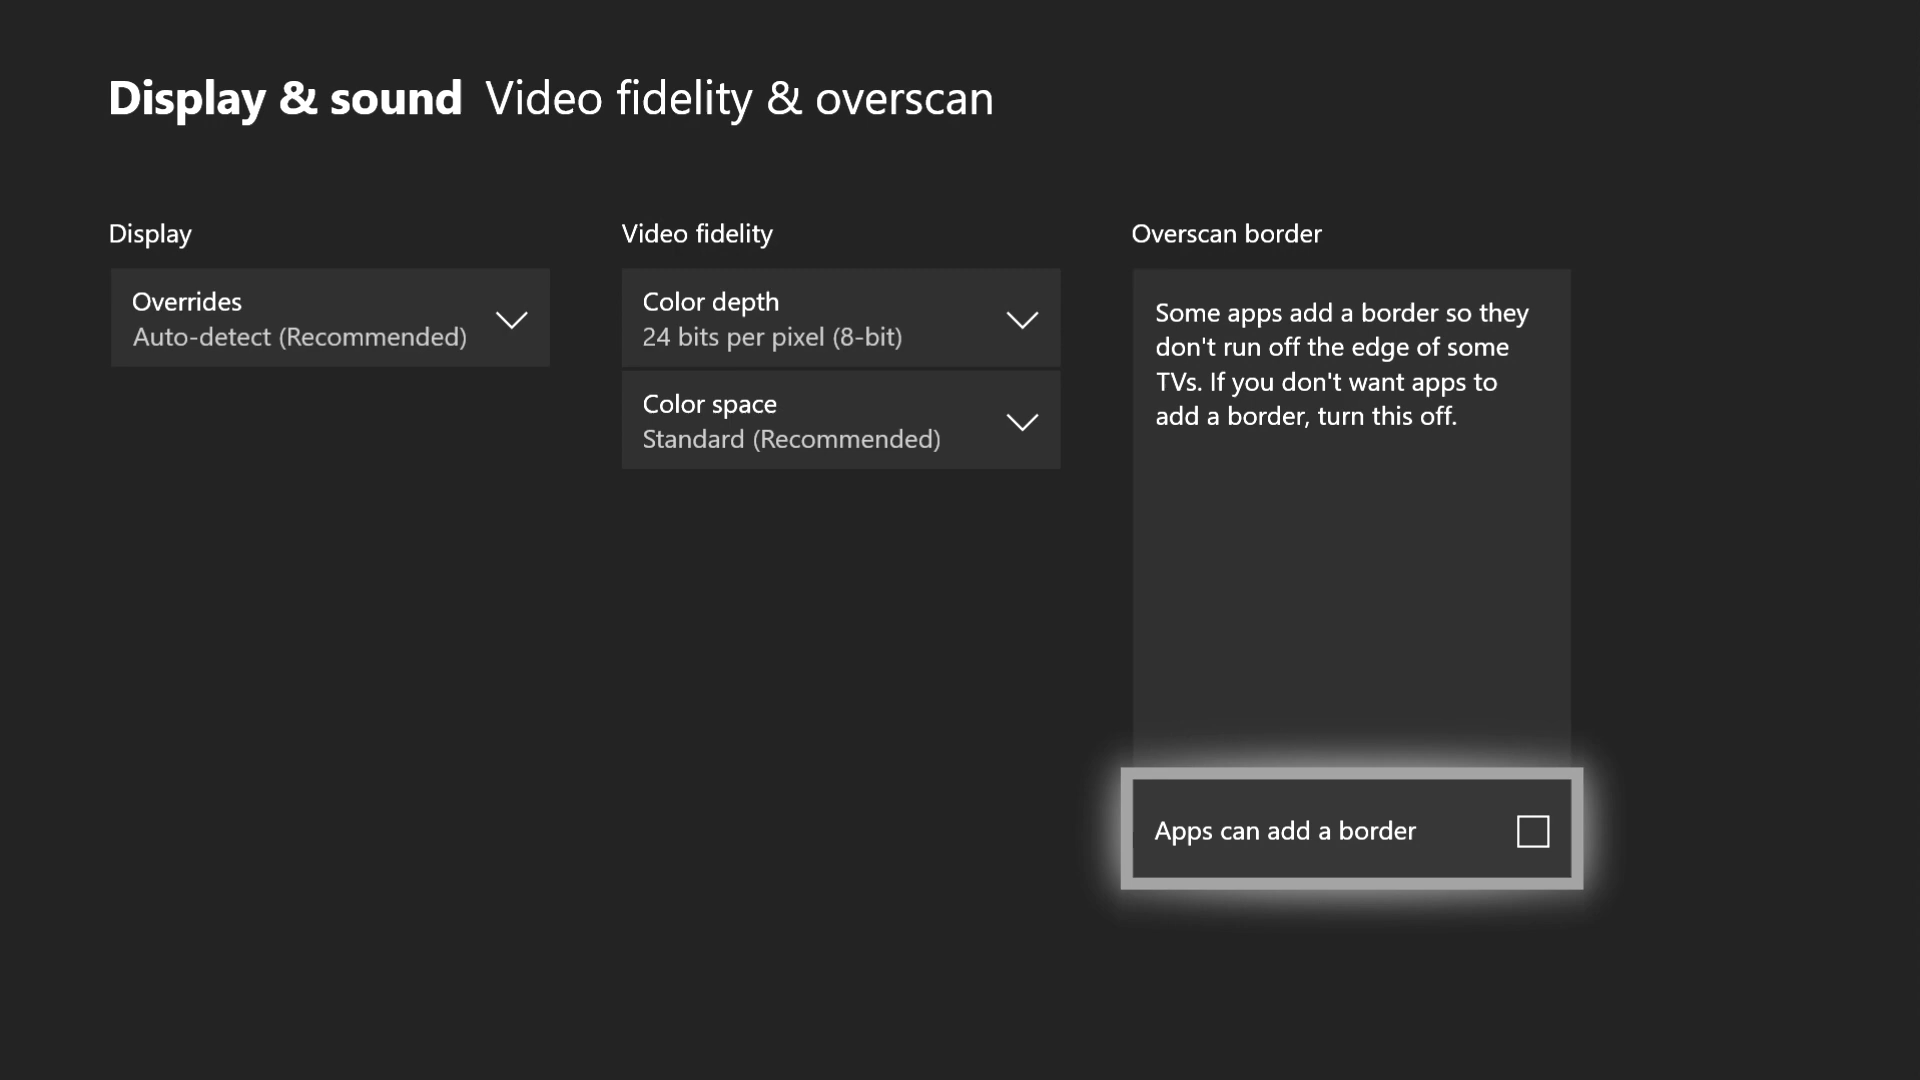 Display & sound Video fidelity & overscan
Display
Overrides
Auto-detect (Recommended)
Video fidelity
Color depth
24 bits per pixel (8-bit)
Color space
Standard (Recommended)
Overscan border
Some apps add a border so they
don't run off the edge of some
TVs. If you don't want apps to
add a border, turn this off.
Apps can add a border